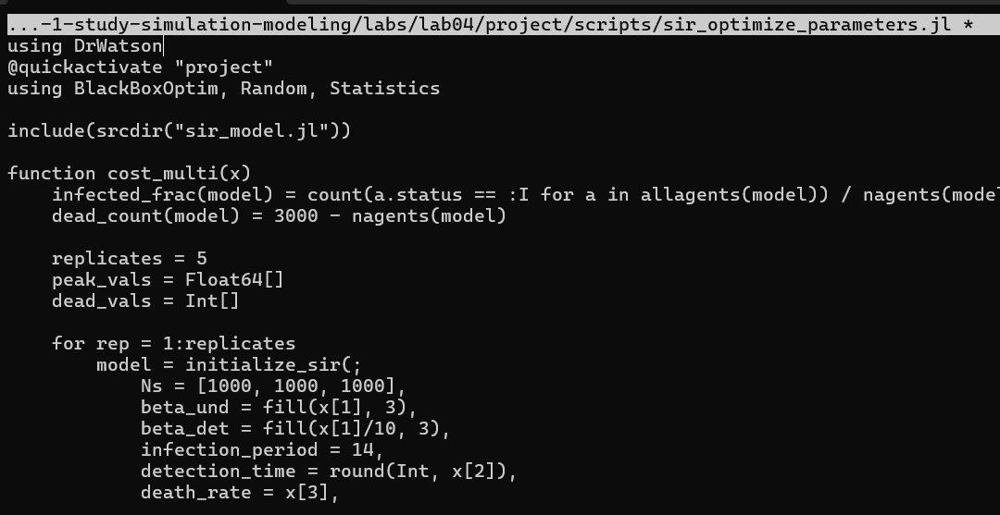 ...-1-study-simulation-modeling/labs/lab04/project/scripts/sir_optimize_parameters.jl *
using DrWatson
@quickactivate "project"
using BlackBoxOptim, Random, Statistics
include(srcdir("sir_model.jl"))
function cost_multi(x)
infected_frac(model) = count(a.status == :I for a in allagents(model)) / nagents(mode
dead_count(model) = 3000 - nagents(model)
replicates = 5
peak_vals = Float64[]
dead_vals = Int[]
for rep = 1:replicates
model = initialize_sir(;
Ns = [1000, 1000, 1000],
beta_und = fill(x[1], 3),
beta_det = fill(x[1]/10, 3),
infection_period = 14,
detection_time = round(Int, x[2]),
death_rate = x[3],